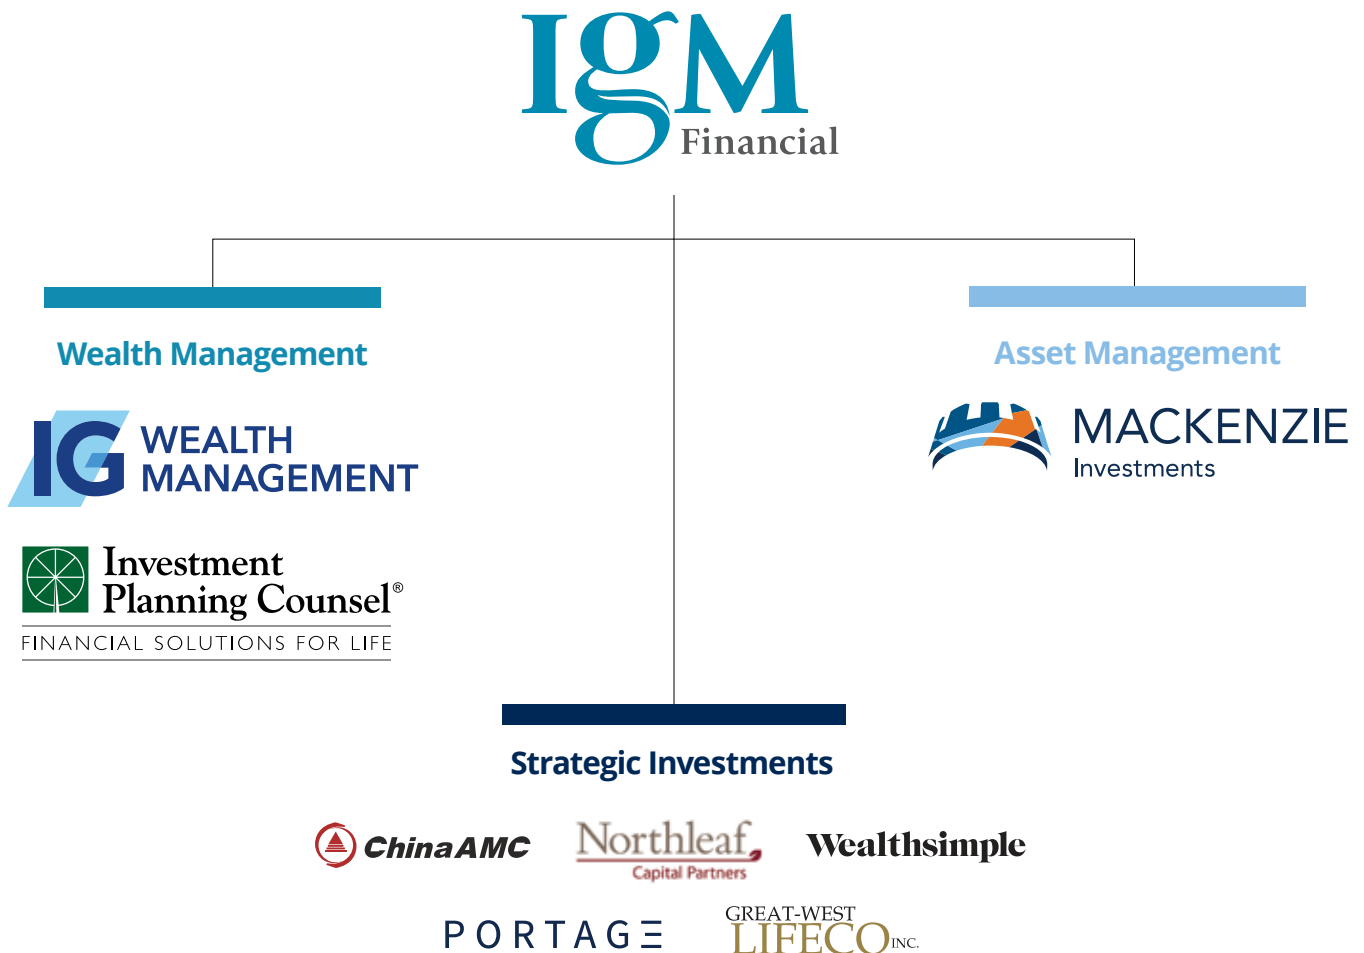 IgM
Financial
Wealth Management
Asset Management
IG WEALTH
MANAGEMENT
MACKENZIE
Investments
Investment
Planning Counsel®
FINANCIAL SOLUTIONS FOR LIFE
Strategic Investments
ChinaAMC
Northleaf
Capital Partners
Wealthsimple
PORTAGE
GREAT-WEST
LIFECO INC.